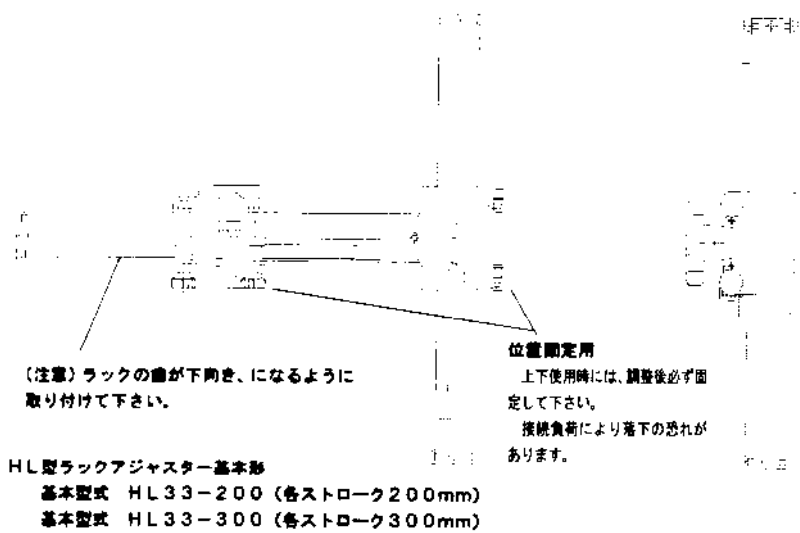 (注意) ラックの歯が下向き、になるように
取り付けて下さい。
位置固定用
上下使用時には、調整後必ず固
定して下さい。
接続負荷により落下の恐れが
あります。
HL型ラックアジャスター基本形
基本型式 HL33-200 (各ストローク200mm)
基本型式 HL33-300 (各ストローク300mm)